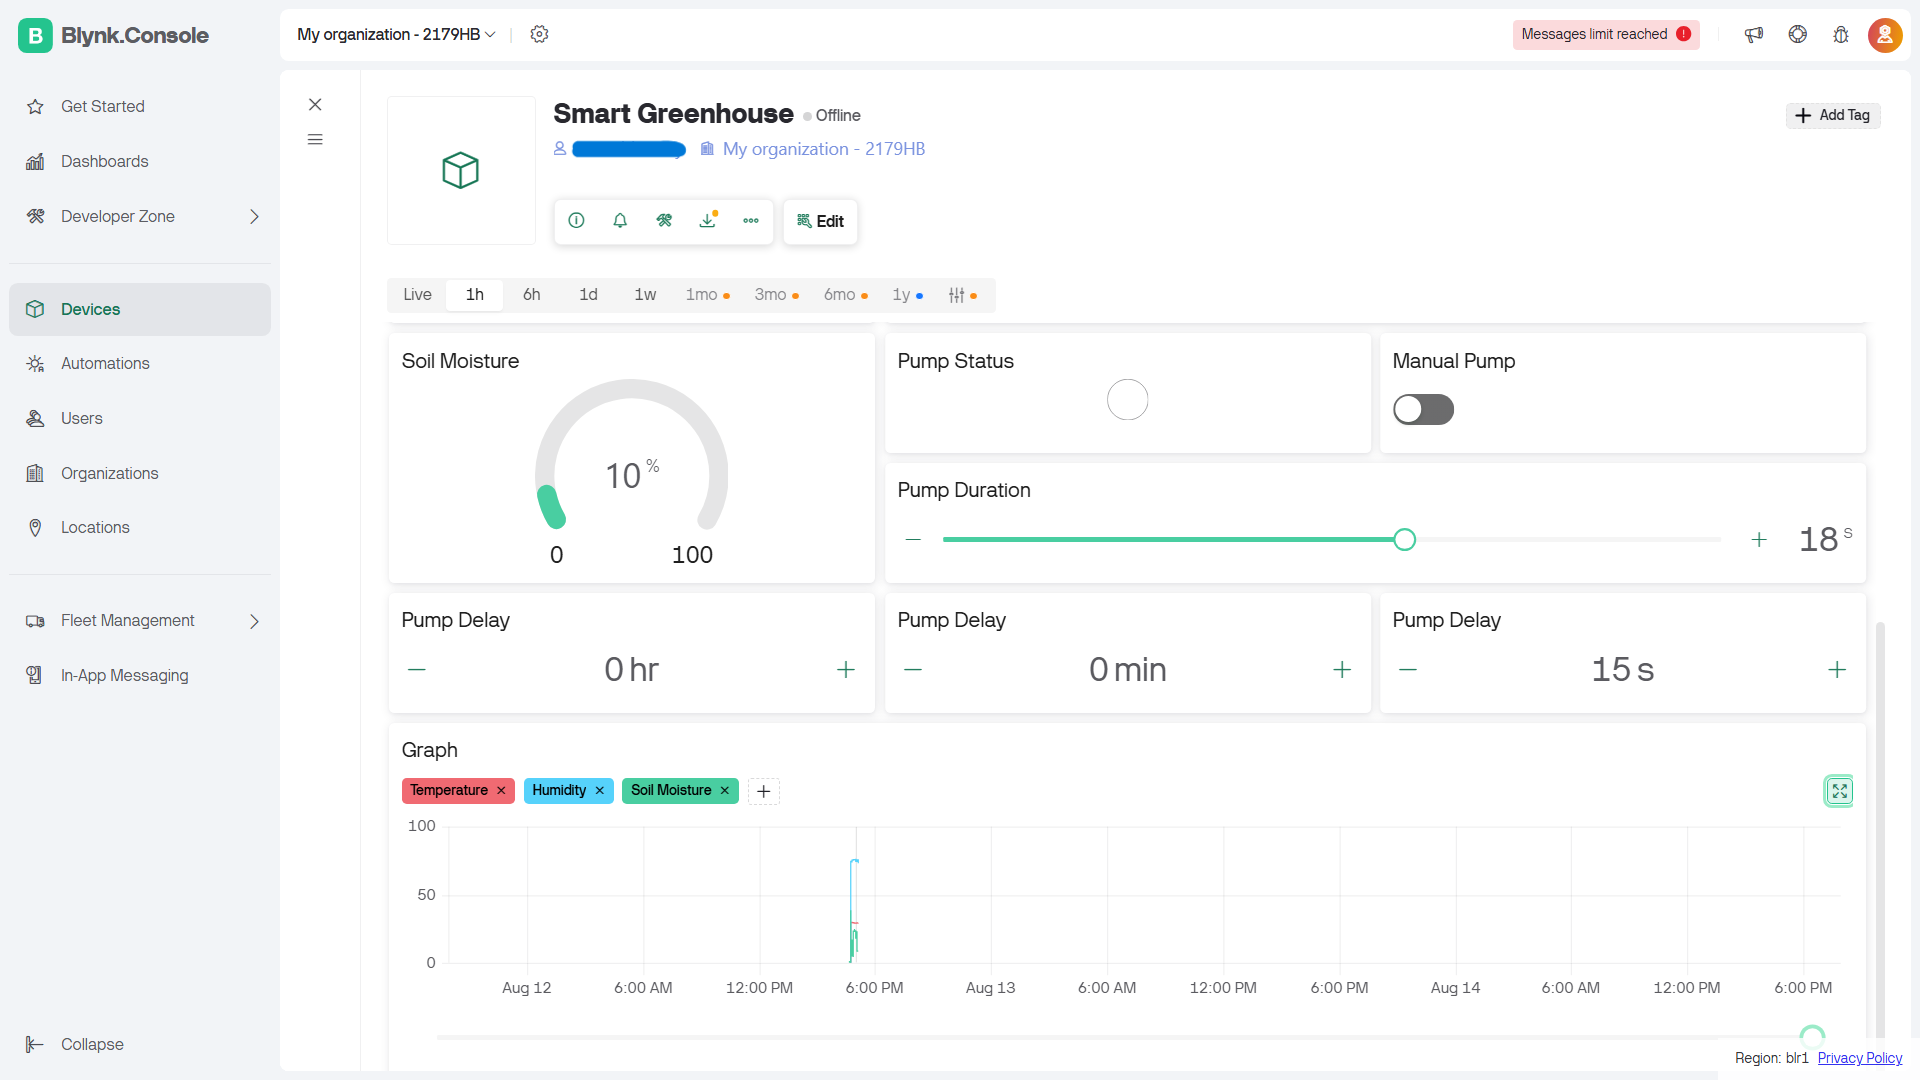 B Blynk.Console
My organization - 2179HB
Messages limit reached !
Get Started
Dashboards
Developer Zone
Devices
Automations
Users
Organizations
Locations
Fleet Management
In-App Messaging
Collapse
Smart Greenhouse Offline
My organization - 2179HB
Add Tag
Edit
Live 1h 6h 1d 1w 1mo 3mo 6mo 1y
Soil Moisture
10 %
0 100
Pump Status
Manual Pump
Pump Duration
18 S
Pump Delay
0 hr
Pump Delay
0 min
Pump Delay
15 s
Graph
Temperature Humidity Soil Moisture
100
50
0
Aug 12 6:00 AM 12:00 PM 6:00 PM Aug 13 6:00 AM 12:00 PM 6:00 PM Aug 14 6:00 AM 12:00 PM 6:00 PM
Region: blr1 Privacy Policy